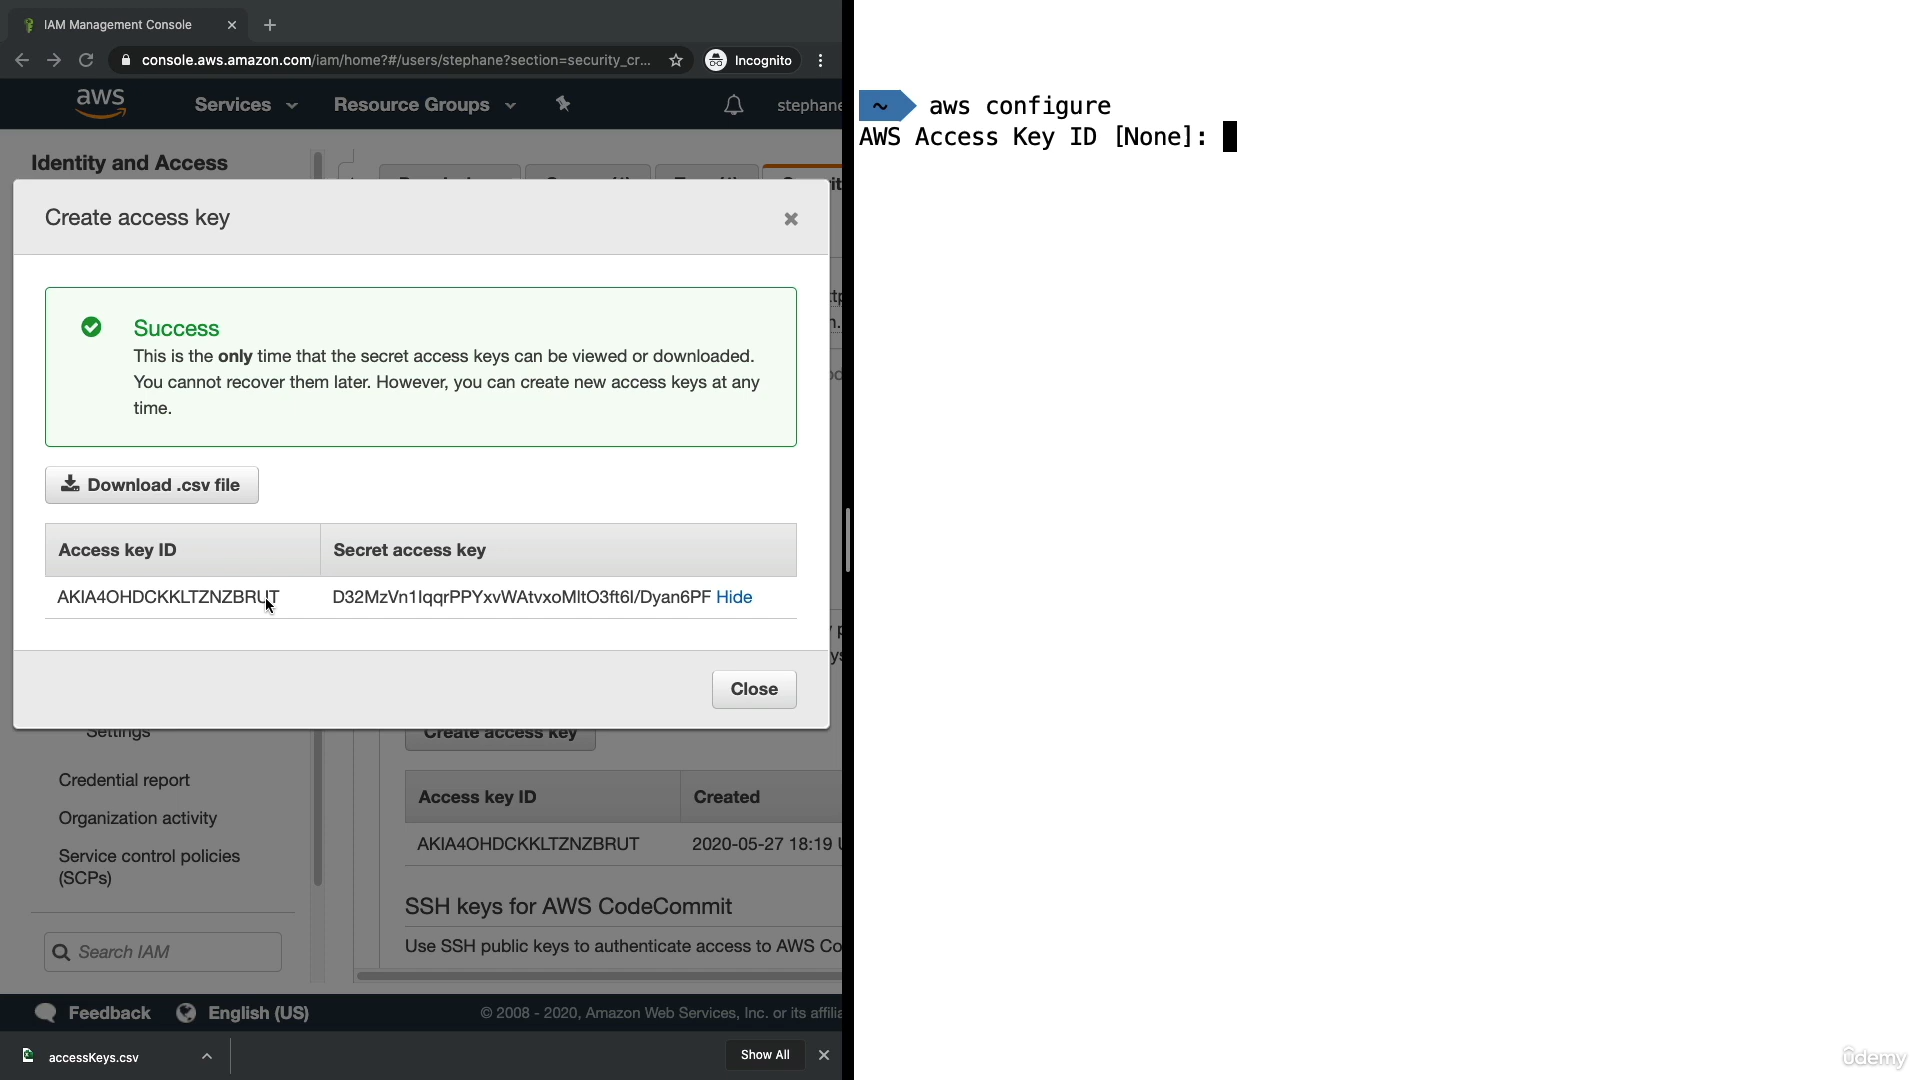 IAM Management Console
console.aws.amazon.com/iam/home?#/users/stephane?section=security_cr...
Incognito
aws
Services
Resource Groups
stephane
Identity and Access
Create access key
Success
This is the only time that the secret access keys can be viewed or downloaded.
You cannot recover them later. However, you can create new access keys at any
time.
Download .csv file
Access key ID Secret access key
AKIA4OHDCKKLTZNZBRUT D32MzVn1IqqrPPYxvWAtvxoMItO3ft6I/Dyan6PF Hide
Close
Settings
Create access key
Credential report
Access key ID Created
Organization activity
AKIA4OHDCKKLTZNZBRUT 2020-05-27 18:19
Service control policies
(SCPs)
SSH keys for AWS CodeCommit
Search IAM
Use SSH public keys to authenticate access to AWS Co
Feedback
English (US)
© 2008 - 2020, Amazon Web Services, Inc. or its affilia
accessKeys.csv
Show All
~ aws configure
AWS Access Key ID [None]:
ûdemy